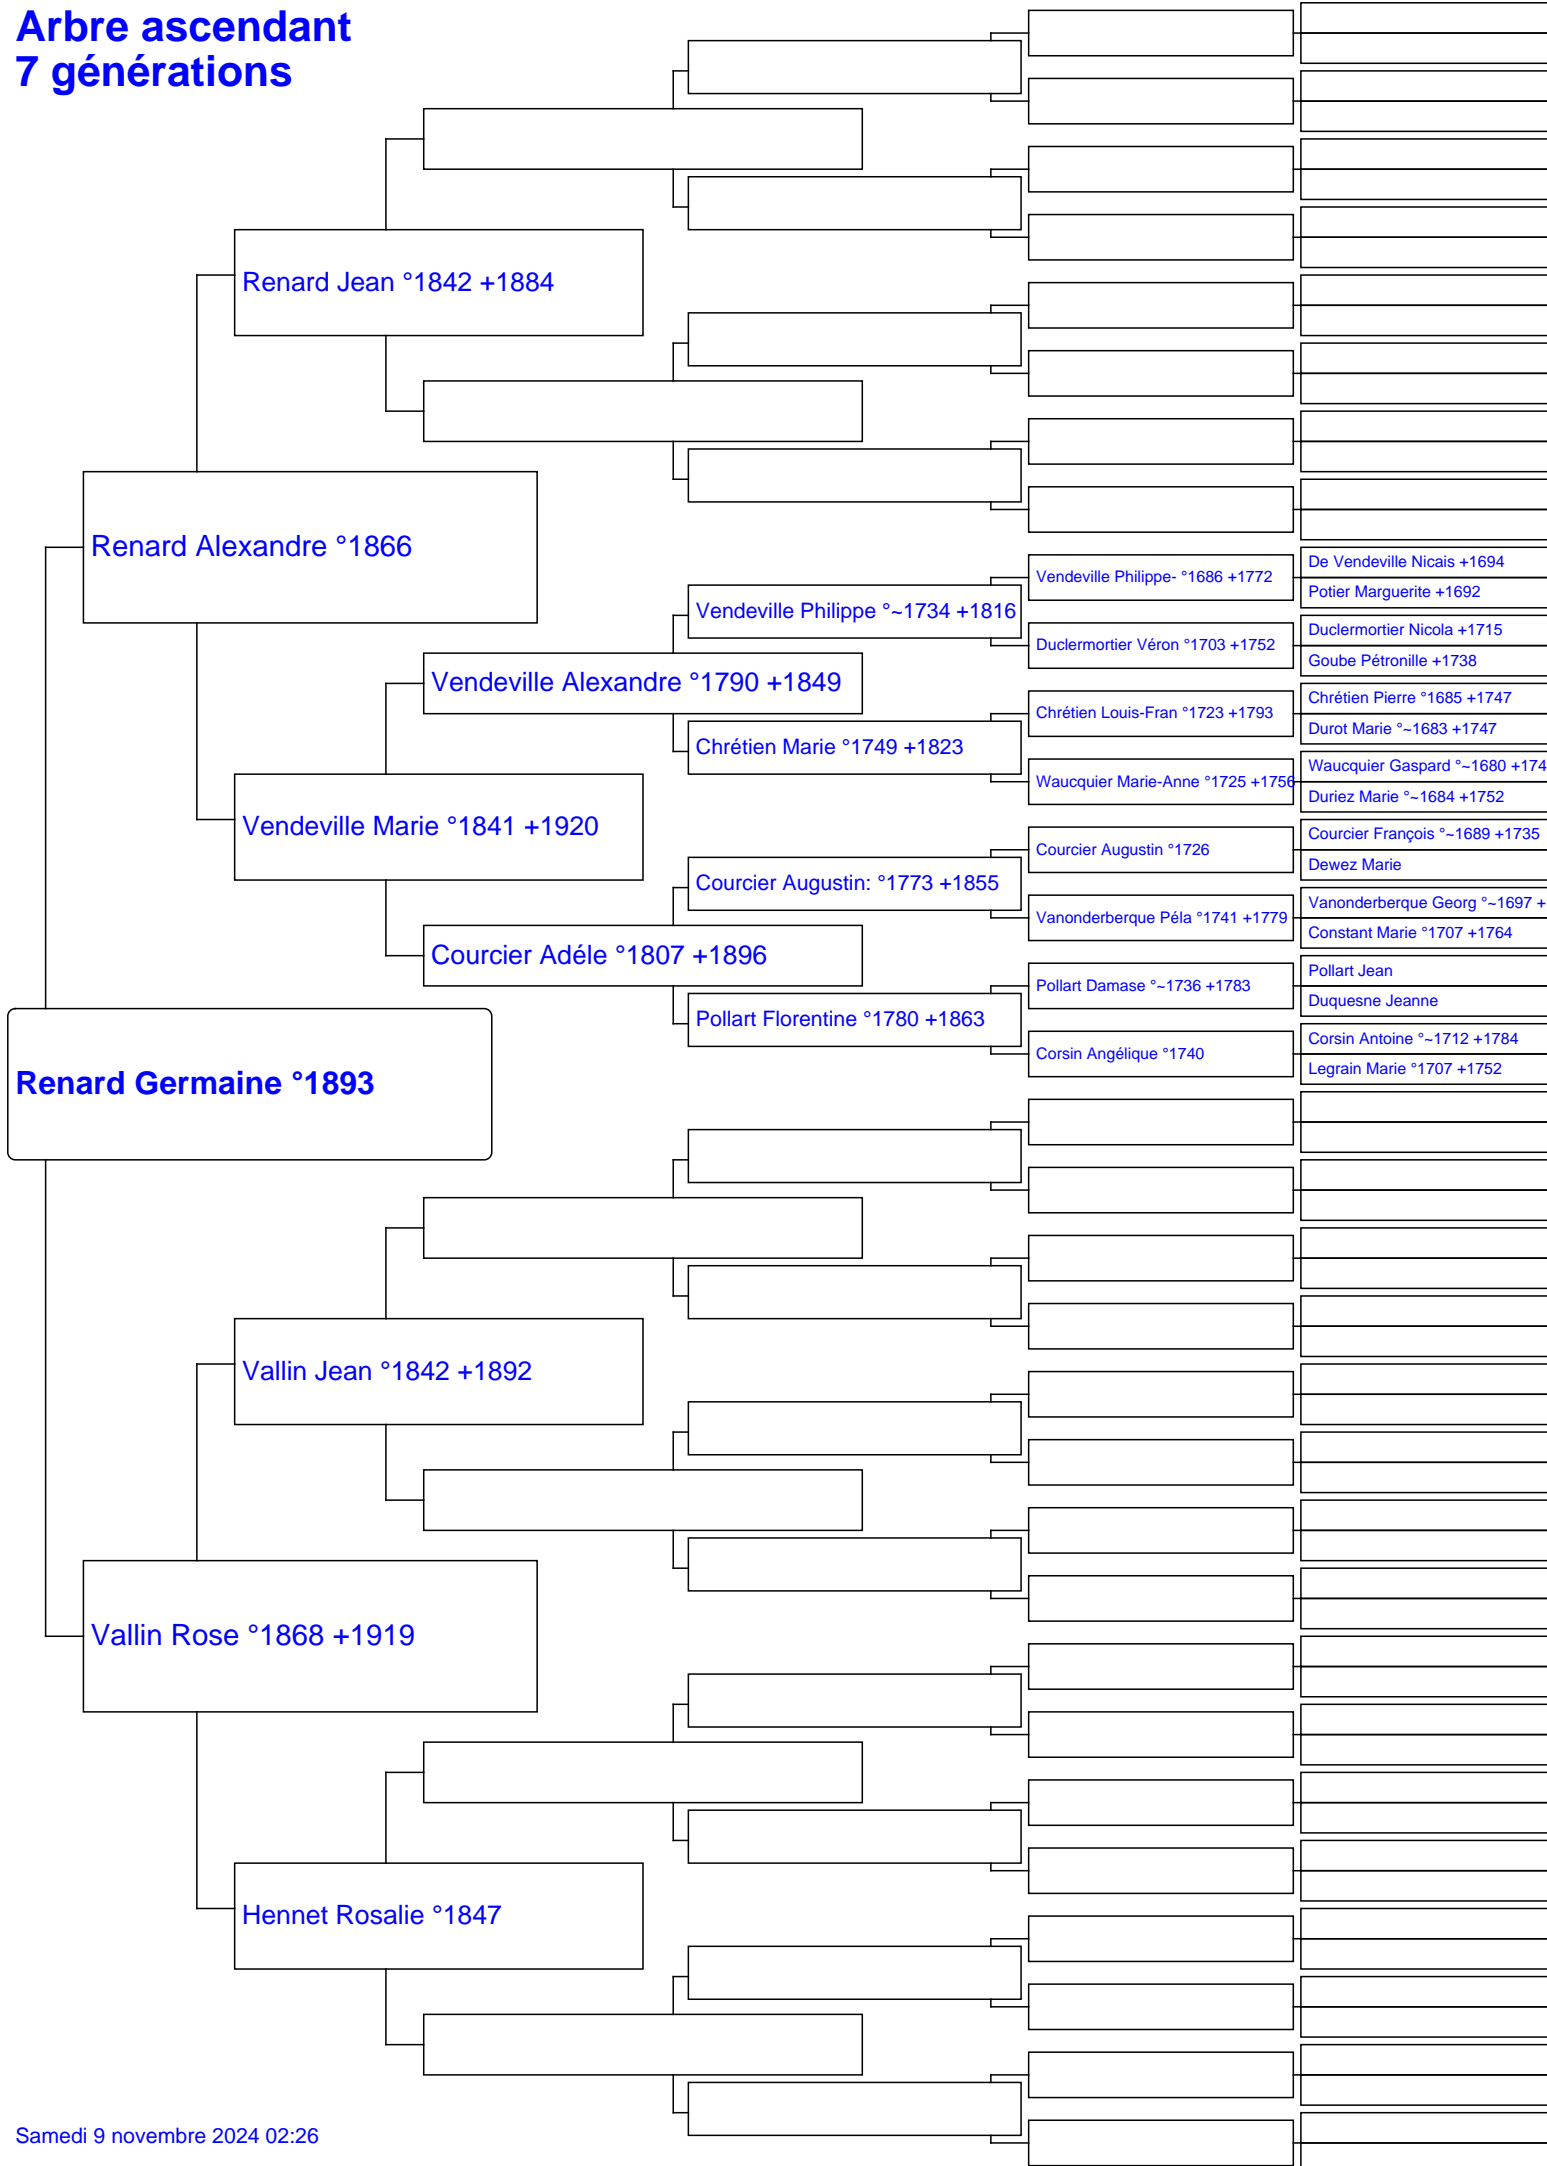 Arbre ascendant
7 générations
Renard Jean °1842 +1884
Renard Alexandre °1866
De Vendeville Nicais +1694
Vendeville Philippe- °1686 +1772
Potier Marguerite +1692
Vendeville Philippe °~1734 +1816
Duclermortier Nicola +1715
Duclermortier Véron °1703 +1752
Goube Pétronille +1738
Vendeville Alexandre °1790 +1849
Chrétien Pierre °1685 +1747
Chrétien Louis-Fran °1723 +1793
Durot Marie °~1683 +1747
Chrétien Marie °1749 +1823
Waucquier Gaspard °~1680 +174
Waucquier Marie-Anne °1725 +1756
Duriez Marie °~1684 +1752
Vendeville Marie °1841 +1920
Courcier François °~1689 +1735
Courcier Augustin °1726
Dewez Marie
Courcier Augustin: °1773 +1855
Vanonderberque Georg °~1697 +
Vanonderberque Péla °1741 +1779
Constant Marie °1707 +1764
Courcier Adéle °1807 +1896
Pollart Jean
Pollart Damase °~1736 +1783
Duquesne Jeanne
Pollart Florentine °1780 +1863
Corsin Antoine °~1712 +1784
Corsin Angélique °1740
Legrain Marie °1707 +1752
Renard Germaine °1893
Vallin Jean °1842 +1892
Vallin Rose °1868 +1919
Hennet Rosalie °1847
Samedi 9 novembre 2024 02:26